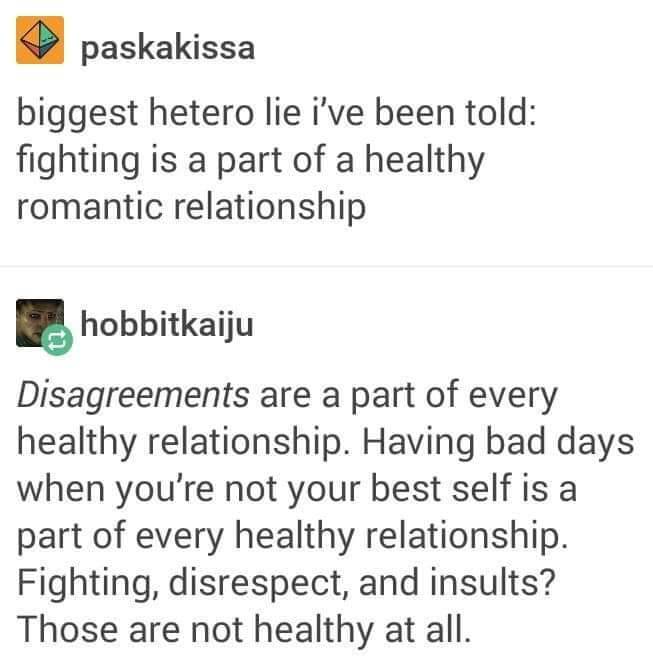 paskakissa
biggest hetero lie i've been told:
fighting is a part of a healthy
romantic relationship
hobbitkaiju
Disagreements are a part of every
healthy relationship. Having bad days
when you're not your best self is a
part of every healthy relationship.
Fighting, disrespect, and insults?
Those are not healthy at all.